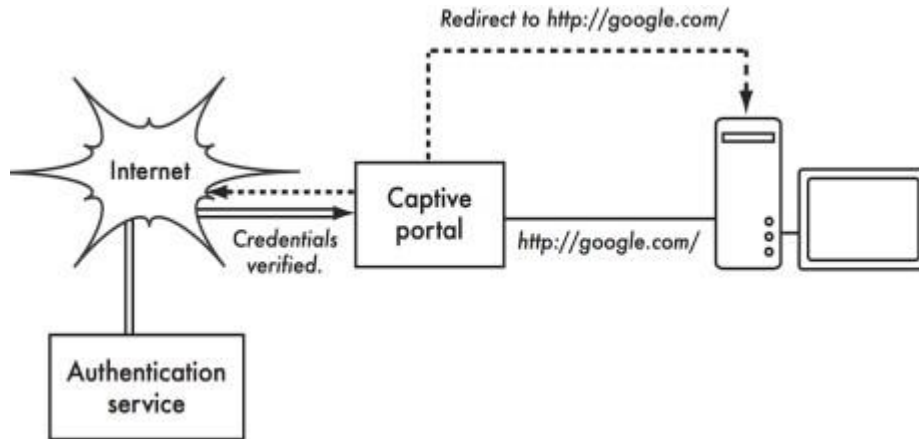 Redirect to http://google.com/
Internet
Captive
portal
Credentials
verified.
http://google.com/
Authentication
service